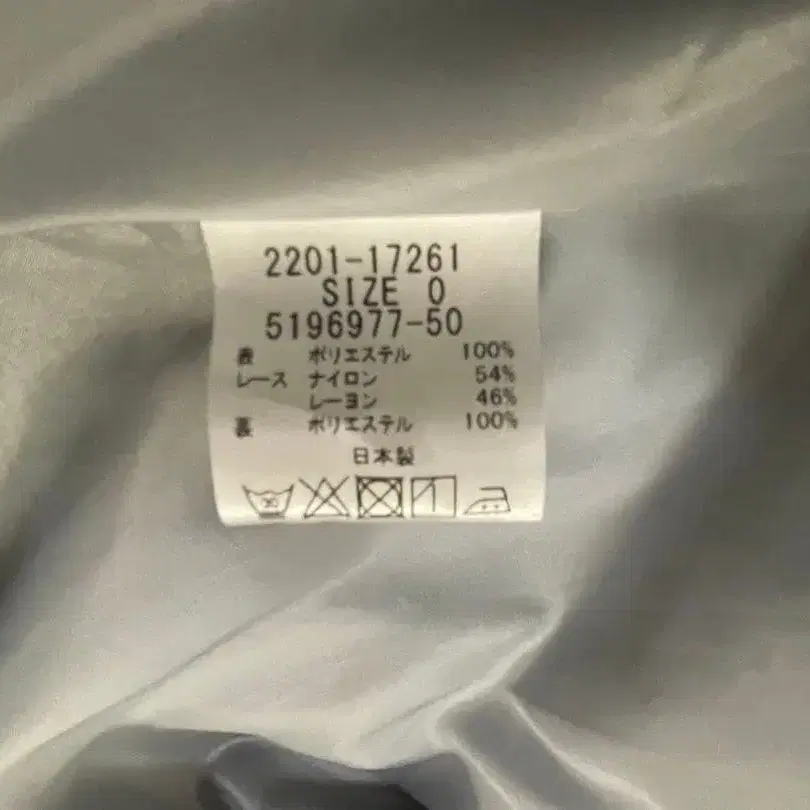 2201-17261
SIZE 0
5196977-50
表 ポリエステル 100%
レース ナイロン 54%
レーヨン 46%
裏 ポリエステル 100%
日本製